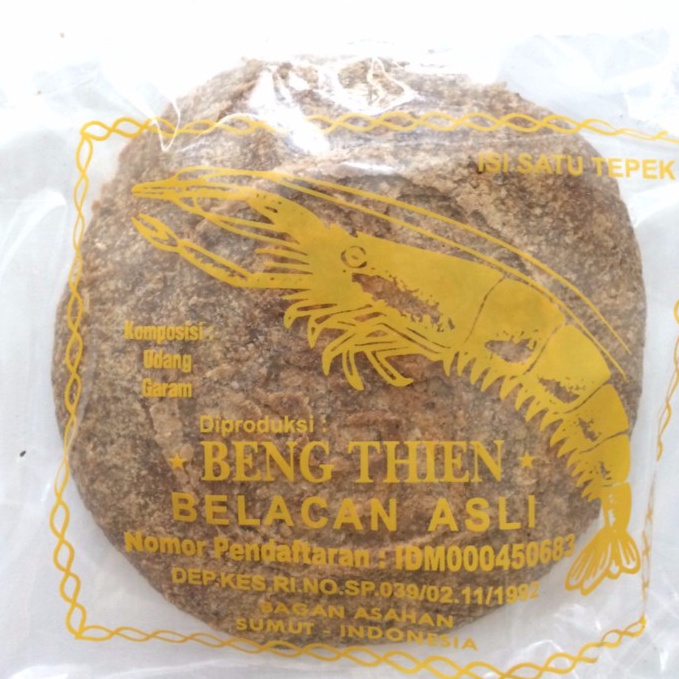 ISI SATU TEPEK
Komposisi :
Udang
Garam
Diproduksi :
BENG THIEN
BELACAN ASLI
Nomor Pendaftaran : IDM000450683
DEP.KES.RI.NO.SP.039/02.11/1992
BAGAN ASAHAN
SUMUT - INDONESIA